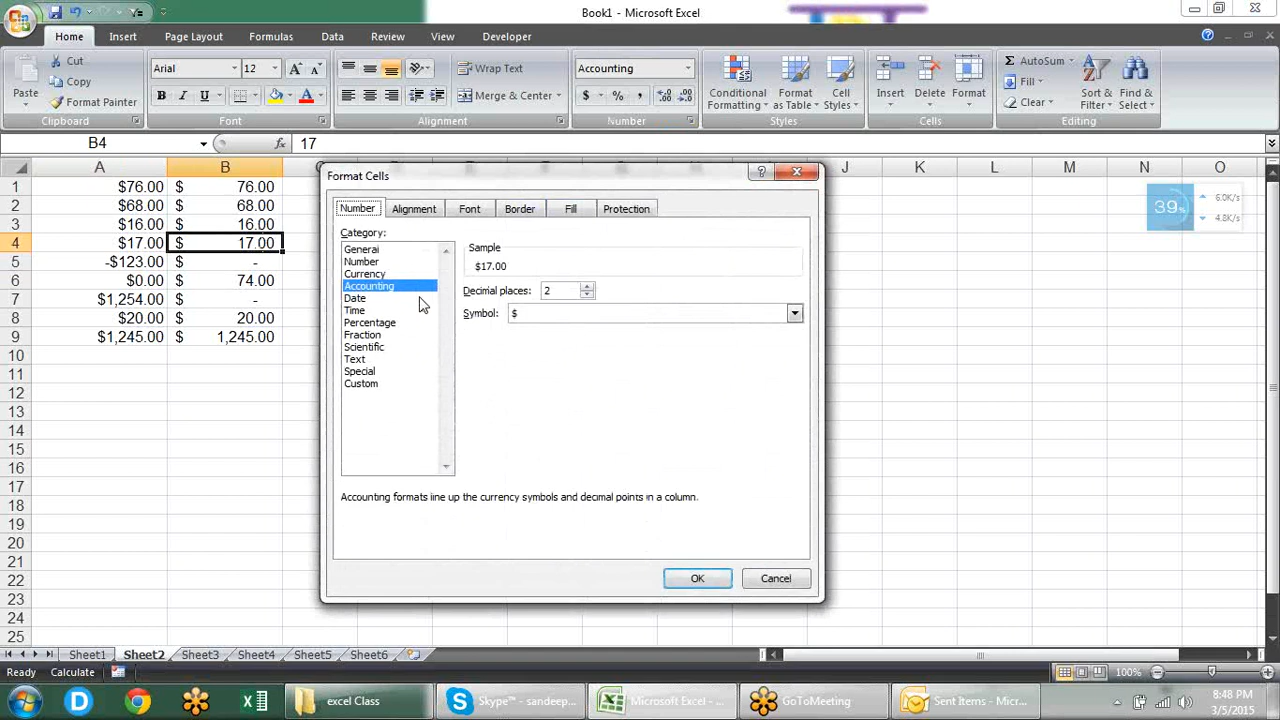 Book1 - Microsoft Excel
Home Insert Page Layout Formulas Data Review View Developer
Paste Cut Copy Format Painter
Clipboard
Arial 12
B I U A
Font
Wrap Text
Merge & Center
Alignment
Accounting
$ % ,
Number
Conditional Formatting Format as Table Cell Styles
Styles
Insert Delete Format
Cells
AutoSum Fill Clear
Sort & Filter Find & Select
Editing
B4 fx 17
A B J K L M N O
1 $76.00 $ 76.00
2 $68.00 $ 68.00
3 $16.00 $ 16.00
4 $17.00 $ 17.00
5 -$123.00 $ -
6 $0.00 $ 74.00
7 $1,254.00 $ -
8 $20.00 $ 20.00
9 $1,245.00 $ 1,245.00
10
11
12
13
14
15
16
17
18
19
20
21
22
23
24
25
39% 6.0K/s
4.8K/s
Format Cells
Number Alignment Font Border Fill Protection
Category:
General
Number
Currency
Accounting
Date
Time
Percentage
Fraction
Scientific
Text
Special
Custom
Sample
$17.00
Decimal places: 2
Symbol: $
Accounting formats line up the currency symbols and decimal points in a column.
OK Cancel
Sheet1 Sheet2 Sheet3 Sheet4 Sheet5 Sheet6
Ready Calculate 100%
excel Class Skype™ - sandeep... Microsoft Excel - ... GoToMeeting Sent Items - Micr...
8:48 PM
3/5/2015